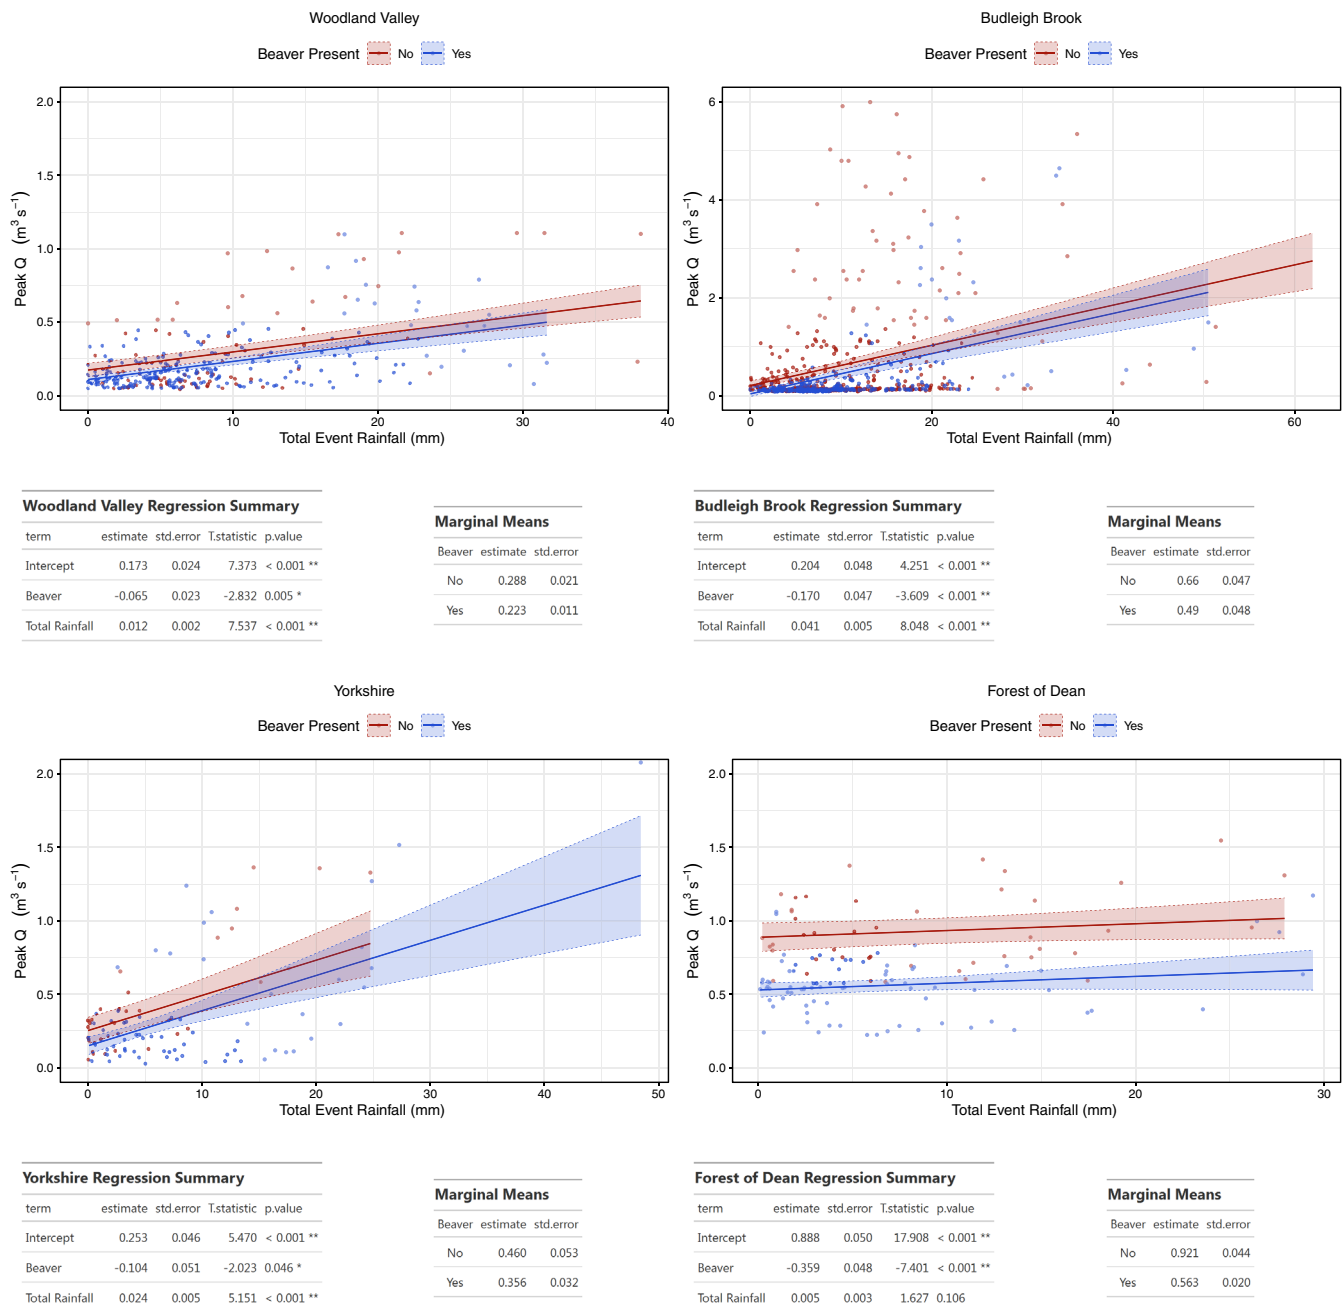 Woodland Valley
Beaver Present No Yes
2.0
1.5
1.0
0.5
0.0
Peak Q (m³ s⁻¹)
0 10 20 30 40
Total Event Rainfall (mm)
Budleigh Brook
Beaver Present No Yes
6
4
2
0
Peak Q (m³ s⁻¹)
0 20 40 60
Total Event Rainfall (mm)
Woodland Valley Regression Summary
term estimate std.error T.statistic p.value
Intercept 0.173 0.024 7.373 < 0.001 **
Beaver -0.065 0.023 -2.832 0.005 *
Total Rainfall 0.012 0.002 7.537 < 0.001 **
Marginal Means
Beaver estimate std.error
No 0.288 0.021
Yes 0.223 0.011
Budleigh Brook Regression Summary
term estimate std.error T.statistic p.value
Intercept 0.204 0.048 4.251 < 0.001 **
Beaver -0.170 0.047 -3.609 < 0.001 **
Total Rainfall 0.041 0.005 8.048 < 0.001 **
Marginal Means
Beaver estimate std.error
No 0.66 0.047
Yes 0.49 0.048
Yorkshire
Beaver Present No Yes
2.0
1.5
1.0
0.5
0.0
Peak Q (m³ s⁻¹)
0 10 20 30 40 50
Total Event Rainfall (mm)
Forest of Dean
Beaver Present No Yes
2.0
1.5
1.0
0.5
0.0
Peak Q (m³ s⁻¹)
0 10 20 30
Total Event Rainfall (mm)
Yorkshire Regression Summary
term estimate std.error T.statistic p.value
Intercept 0.253 0.046 5.470 < 0.001 **
Beaver -0.104 0.051 -2.023 0.046 *
Total Rainfall 0.024 0.005 5.151 < 0.001 **
Marginal Means
Beaver estimate std.error
No 0.460 0.053
Yes 0.356 0.032
Forest of Dean Regression Summary
term estimate std.error T.statistic p.value
Intercept 0.888 0.050 17.908 < 0.001 **
Beaver -0.359 0.048 -7.401 < 0.001 **
Total Rainfall 0.005 0.003 1.627 0.106
Marginal Means
Beaver estimate std.error
No 0.921 0.044
Yes 0.563 0.020